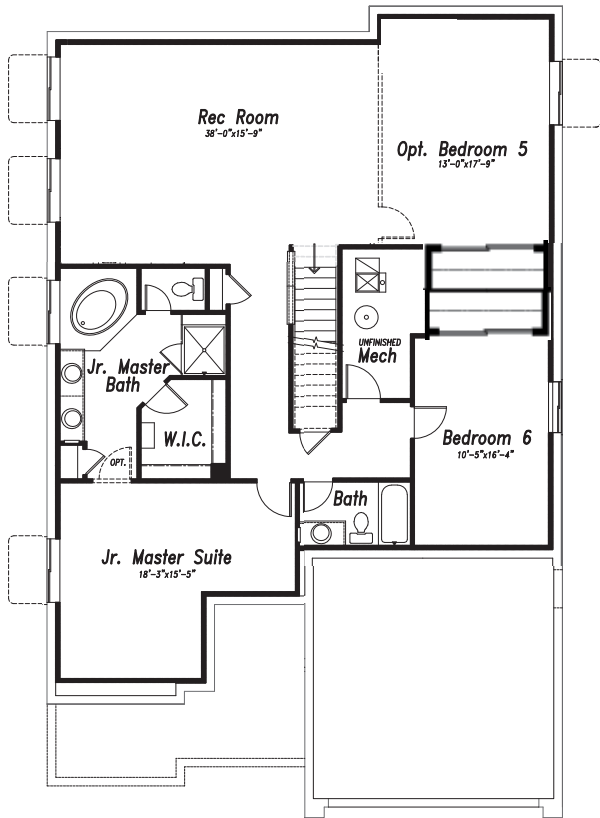 Rec Room
38'-0"x15'-9"
Opt. Bedroom 5
13'-0"x17'-9"
UNFINISHED
Mech
Jr. Master
Bath
W.I.C.
OPT.
Bedroom 6
10'-5"x16'-4"
Bath
Jr. Master Suite
18'-3"x15'-5"